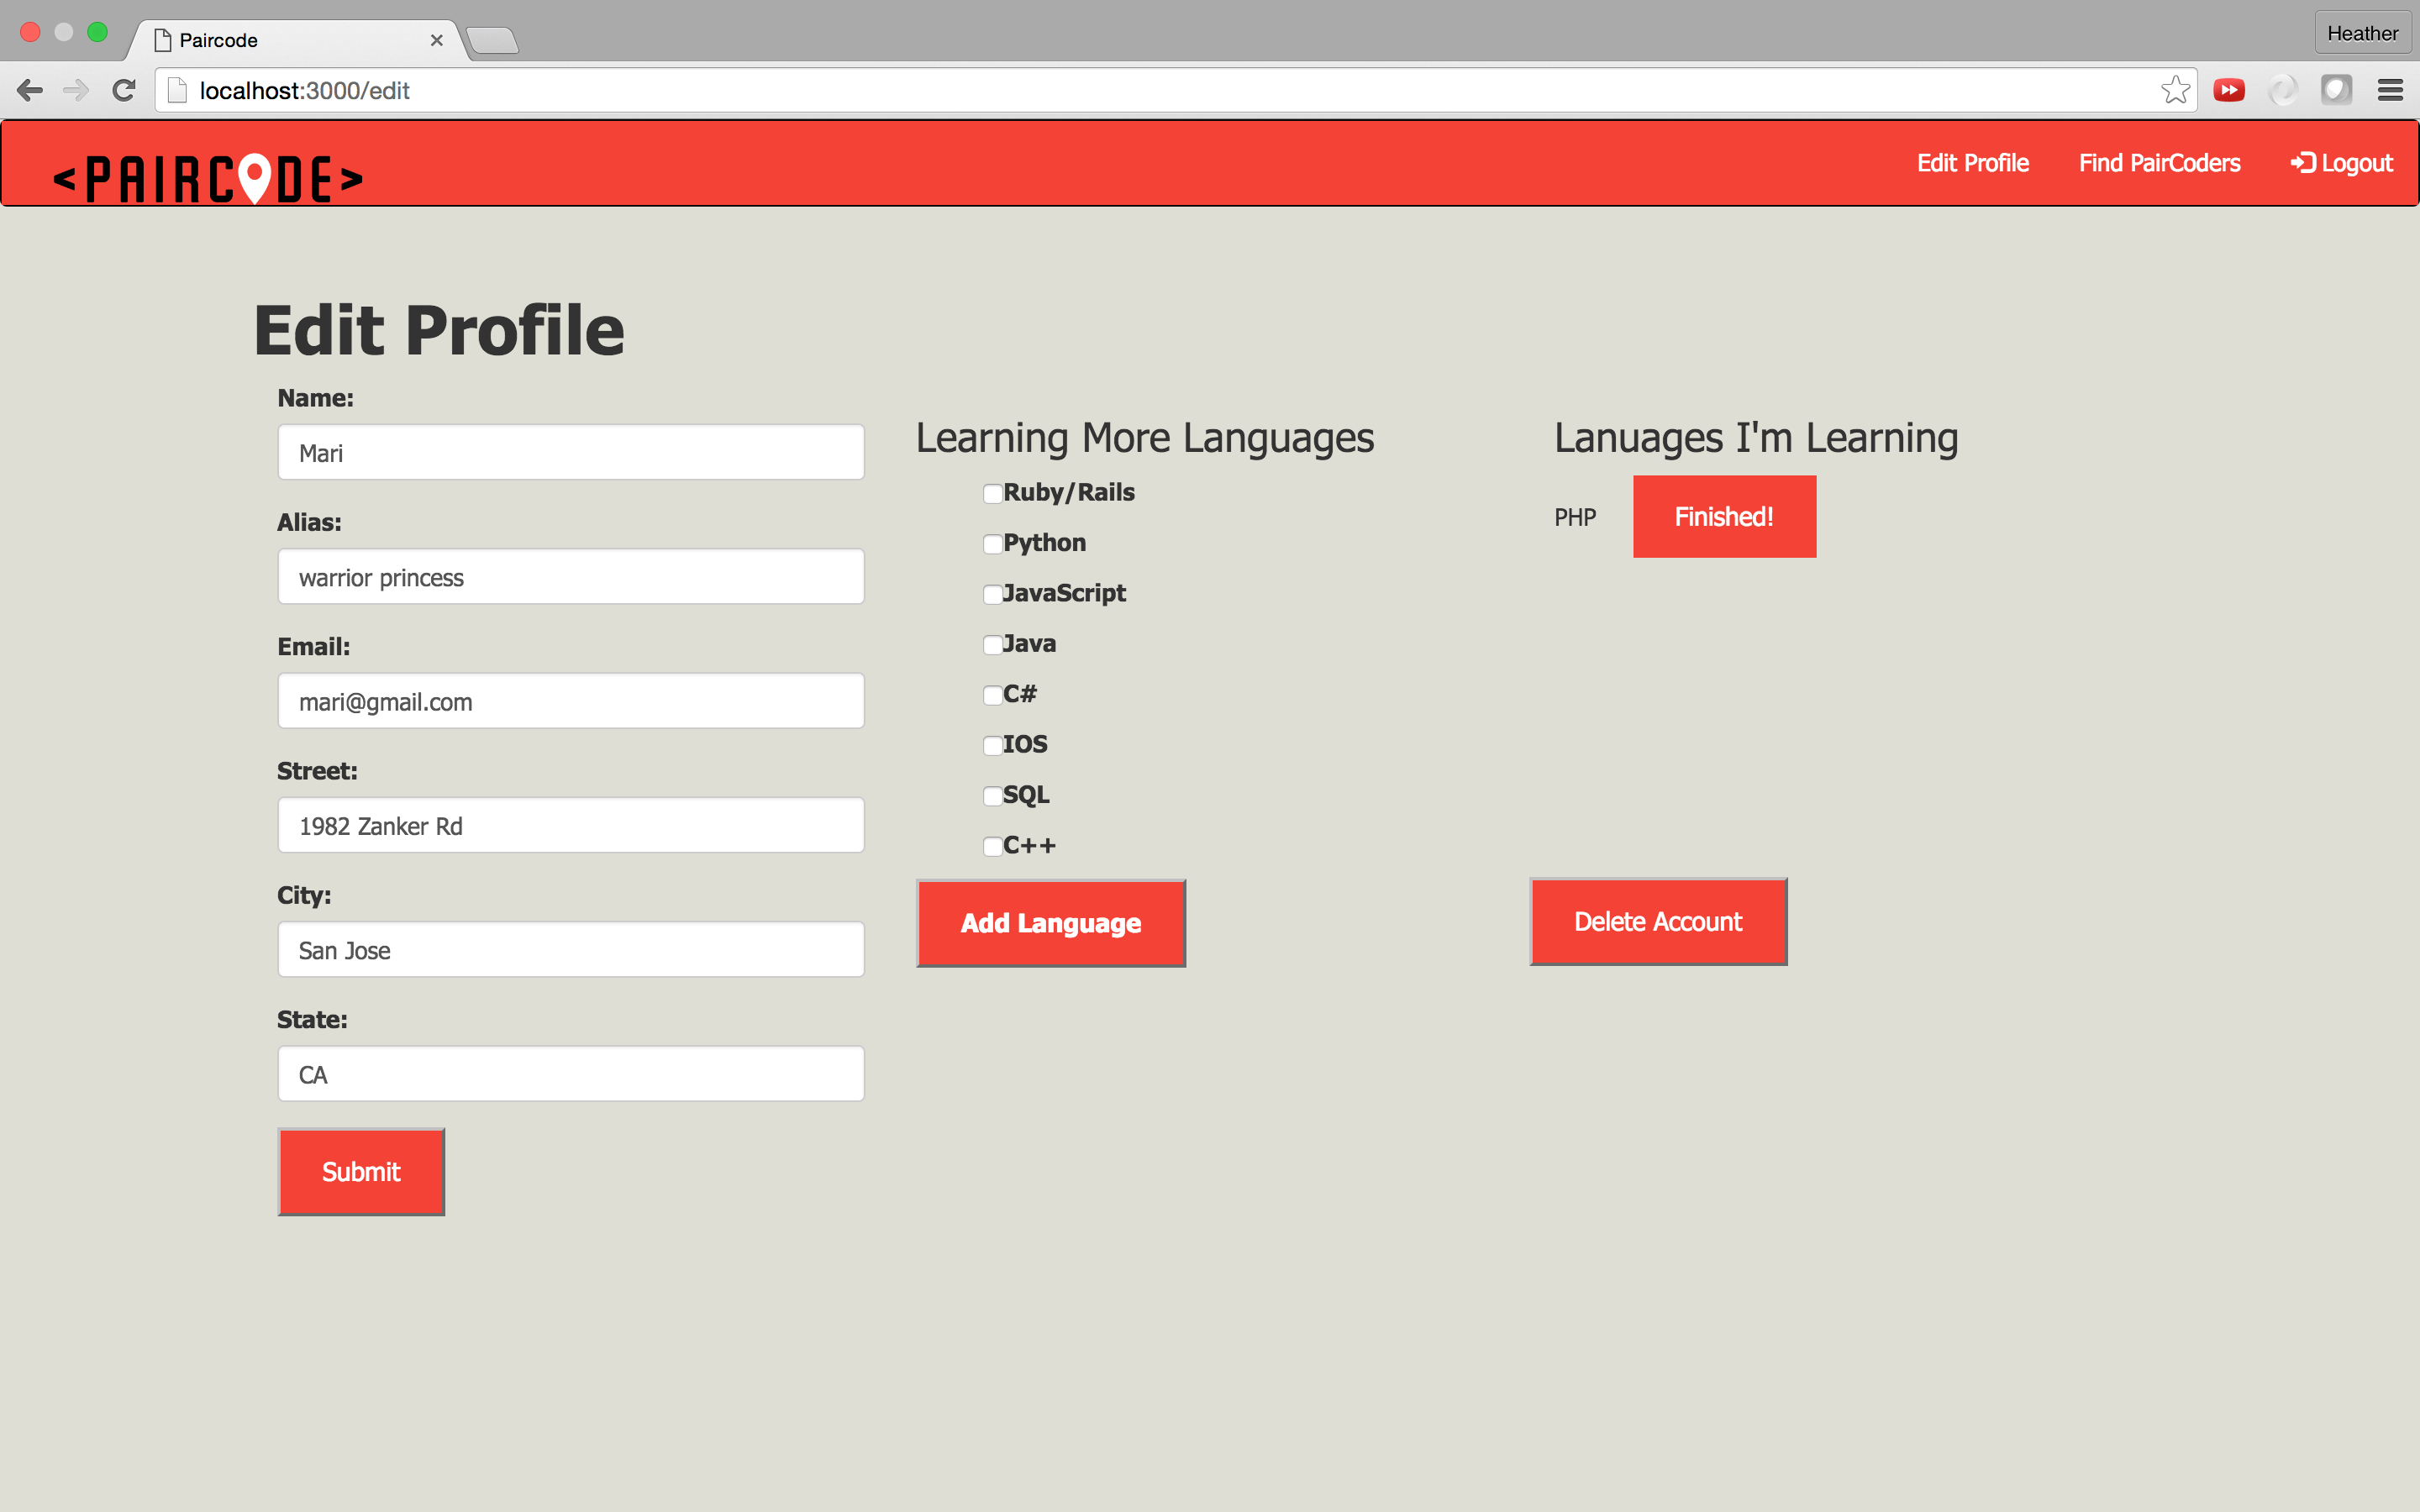 Paircode
Heather
localhost:3000/edit
<PAIRCODE>
Edit Profile
Find PairCoders
Logout
Edit Profile
Name:
Mari
Alias:
warrior princess
Email:
mari@gmail.com
Street:
1982 Zanker Rd
City:
San Jose
State:
CA
Submit
Learning More Languages
Ruby/Rails
Python
JavaScript
Java
C#
IOS
SQL
C++
Add Language
Lanuages I'm Learning
PHP Finished!
Delete Account